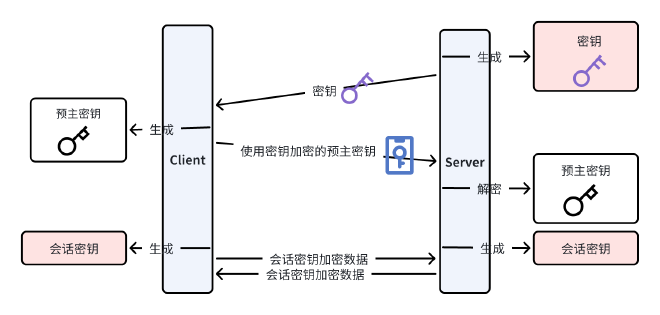 密钥
生成
密钥
预主密钥
生成
使用密钥加密的预主密钥
Client
Server
预主密钥
解密
会话密钥
生成
生成
会话密钥
会话密钥加密数据
会话密钥加密数据